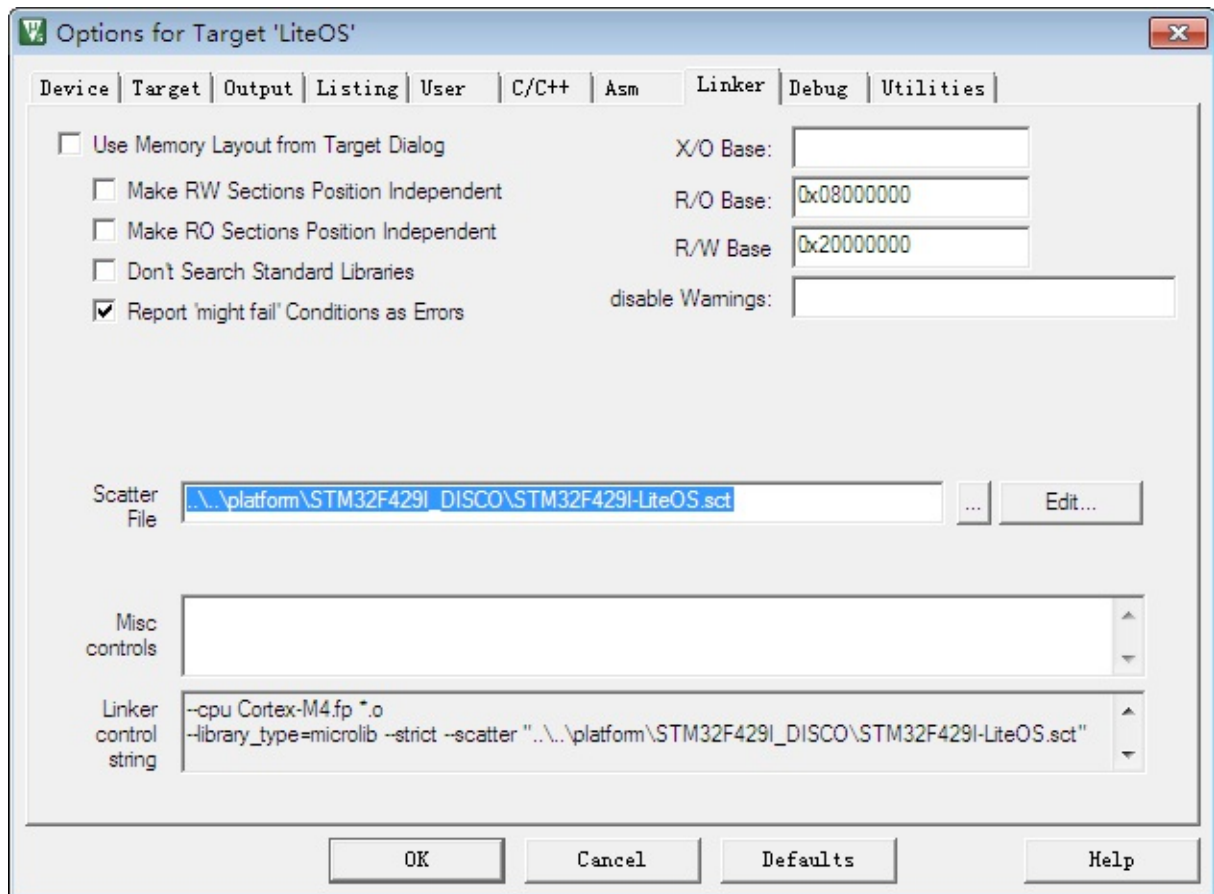 Options for Target 'LiteOS'
Device Target Output Listing User C/C++ Asm Linker Debug Utilities
Use Memory Layout from Target Dialog
Make RW Sections Position Independent
Make RO Sections Position Independent
Don't Search Standard Libraries
Report 'might fail' Conditions as Errors
X/O Base:
R/O Base: 0x08000000
R/W Base 0x20000000
disable Warnings:
Scatter
File
..\..\platform\STM32F429I_DISCO\STM32F429I-LiteOS.sct
... Edit...
Misc
controls
Linker
control
string
--cpu Cortex-M4.fp *.o
--library_type=microlib --strict --scatter "..\..\platform\STM32F429I_DISCO\STM32F429I-LiteOS.sct"
OK Cancel Defaults Help